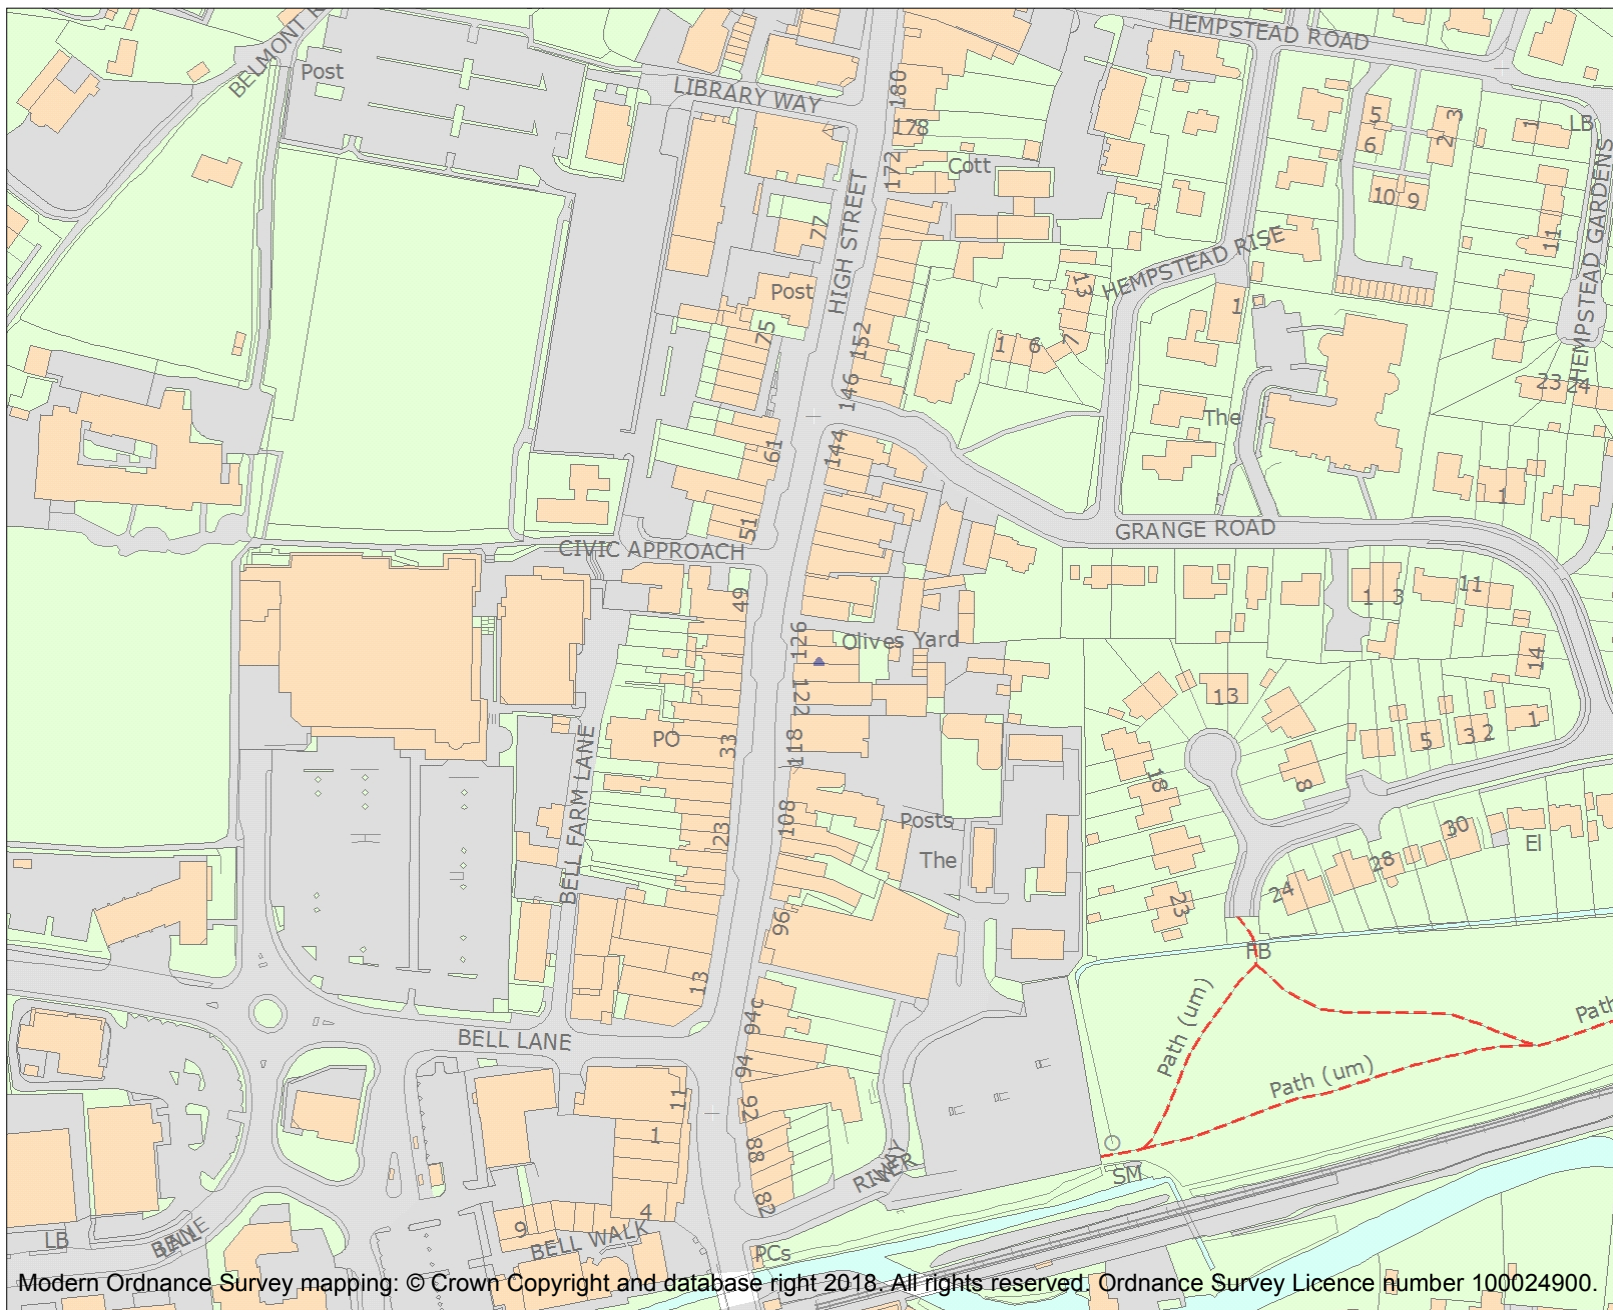 BELMONT R
Post
HEMPSTEAD ROAD
LIBRARY WAY
180
178
172
Cott
5
6
3
2
1
LB
10 9
HEMPSTEAD GARDENS
11
77
HIGH STREET
HEMPSTEAD RISE
13
Post
75
152
146
1
6
7
1
The
23 24
61
144
1
51
CIVIC APPROACH
GRANGE ROAD
49
1
3
11
126
Olives Yard
14
122
13
PO
33
118
BELL FARM LANE
18
8
5
3 2
1
108
23
Posts
The
30
28
El
24
23
96
FB
13
94c
Path (um)
Path
BELL LANE
94
Path (um)
11
92
1
88
RIVER
WAY
SM
82
4
9
BELL WALK
LB
BELL
LANE
PCs
Modern Ordnance Survey mapping: © Crown Copyright and database right 2018. All rights reserved. Ordnance Survey Licence number 100024900.